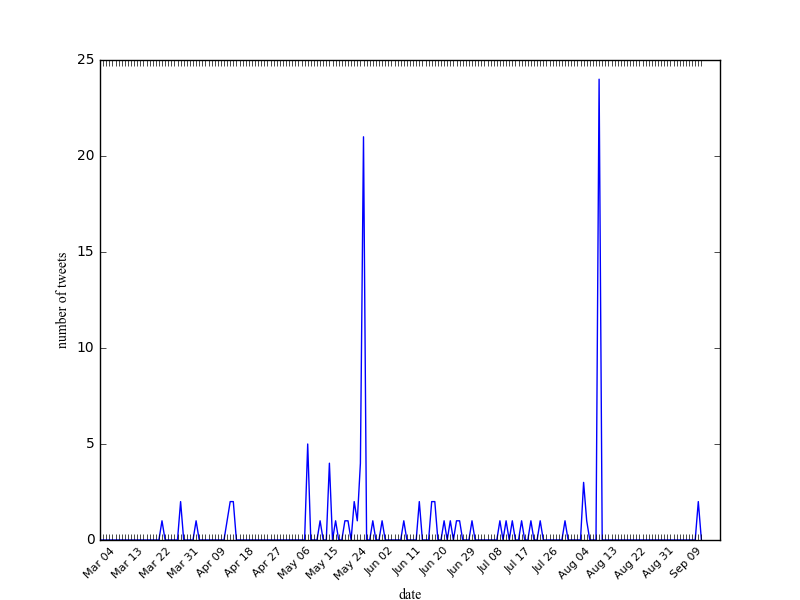 25
20
15
10
5
0
number of tweets
Mar 04 Mar 13 Mar 22 Mar 31 Apr 09 Apr 18 Apr 27 May 06 May 15 May 24 Jun 02 Jun 11 Jun 20 Jun 29 Jul 08 Jul 17 Jul 26 Aug 04 Aug 13 Aug 22 Aug 31 Sep 09
date